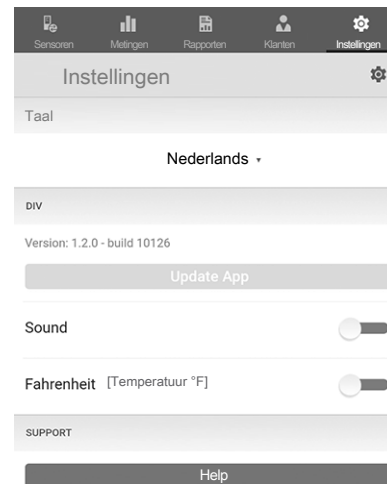 Sensoren Metingen Rapporten Klanten Instellingen
Instellingen
Taal
Nederlands
DIV
Version: 1.2.0 - build 10126
Update App
Sound
Fahrenheit [Temperatuur °F]
SUPPORT
Help